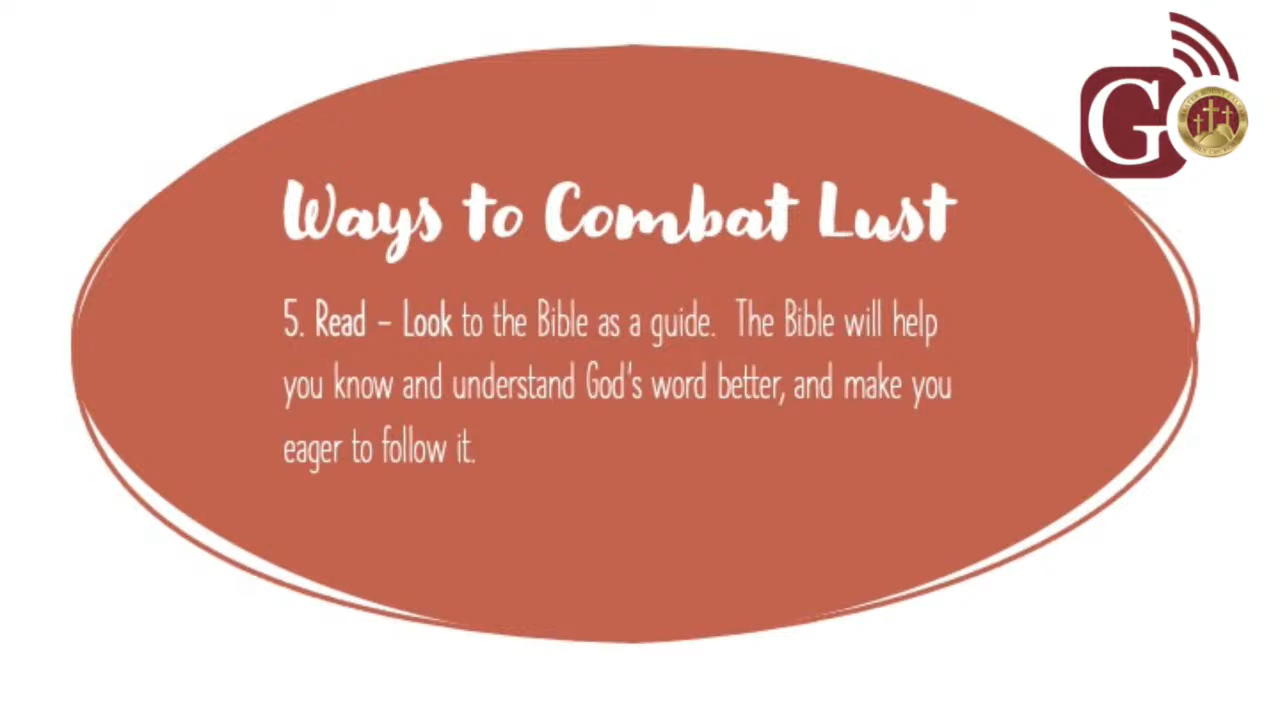 Ways to Combat Lust
5. Read - Look to the Bible as a guide. The Bible will help
you know and understand God's word better, and make you
eager to follow it.
G